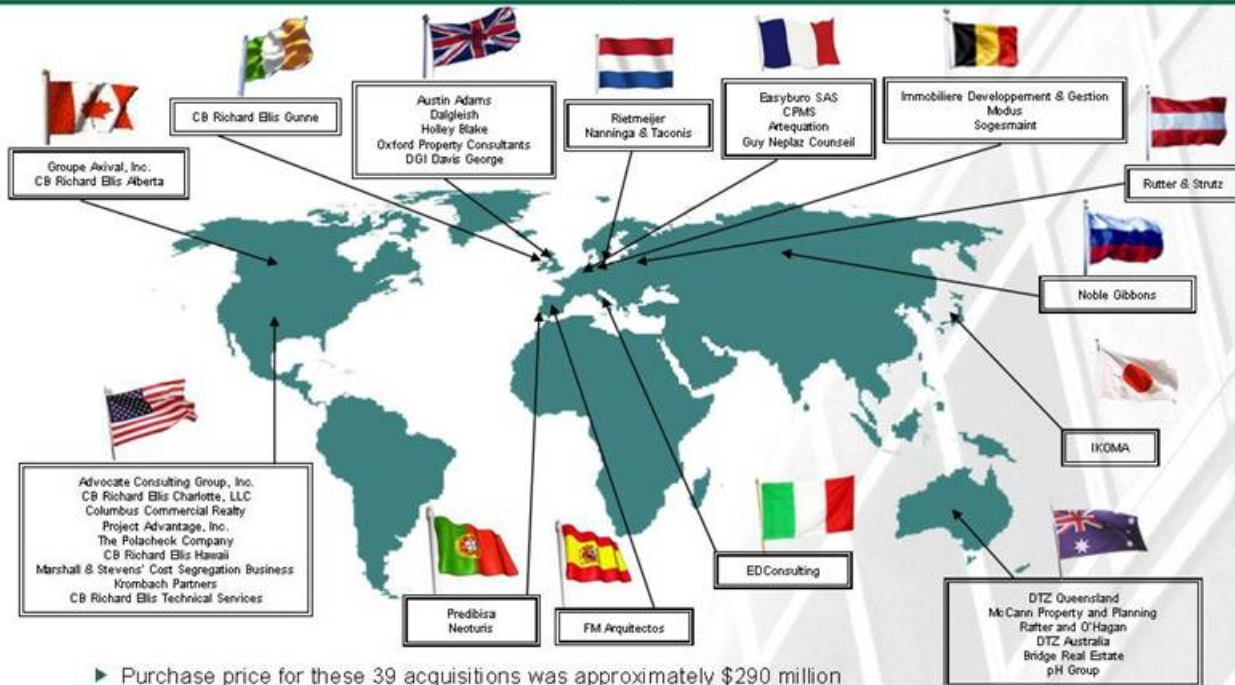 CB Richard Ellis Gunne
Austin Adams
Dalgleish
Holley Blake
Oxford Property Consultants
DGI Davis George
Rietmeijer
Nanninga & Taconis
Easyburo SAS
CPMS
Artequation
Guy Neplaz Counseil
Immobiliere Developpement & Gestion
Modus
Sogesmaint
Groupe Axival, Inc.
CB Richard Ellis Alberta
Rutter & Strutz
Noble Gibbons
IKOMA
Advocate Consulting Group, Inc.
CB Richard Ellis Charlotte, LLC
Columbus Commercial Realty
Project Advantage, Inc.
The Polacheck Company
CB Richard Ellis Hawaii
Marshall & Stevens' Cost Segregation Business
Krombach Partners
CB Richard Ellis Technical Services
Predibisa
Neoturis
FM Arquitectos
EDConsulting
DTZ Queensland
McCann Property and Planning
Rafter and O'Hagan
DTZ Australia
Bridge Real Estate
pH Group
Purchase price for these 39 acquisitions was approximately $290 million